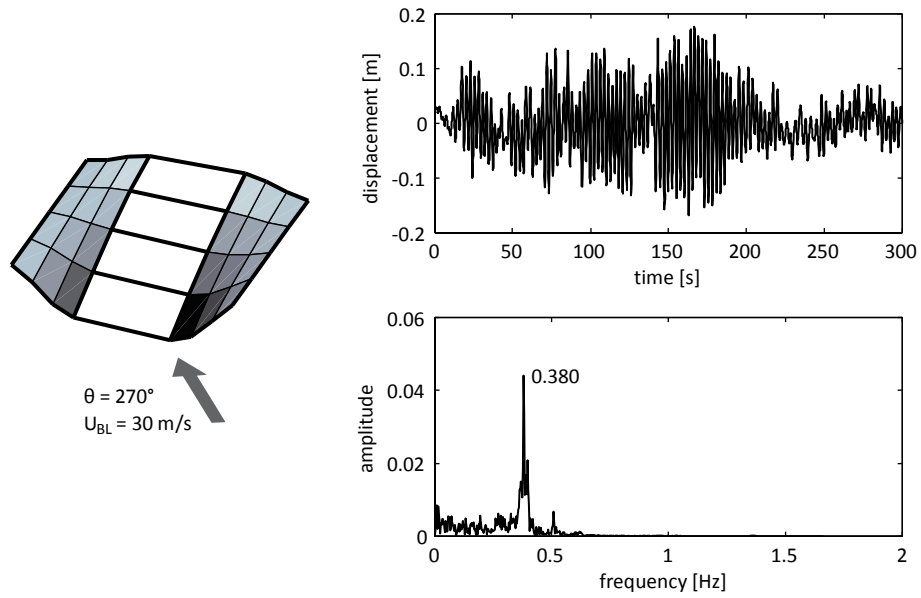 θ = 270°
U_BL = 30 m/s
0.2
0.1
0
-0.1
-0.2
displacement [m]
0 50 100 150 200 250 300
time [s]
0.06
0.04
0.02
0
amplitude
0.380
0 0.5 1 1.5 2
frequency [Hz]